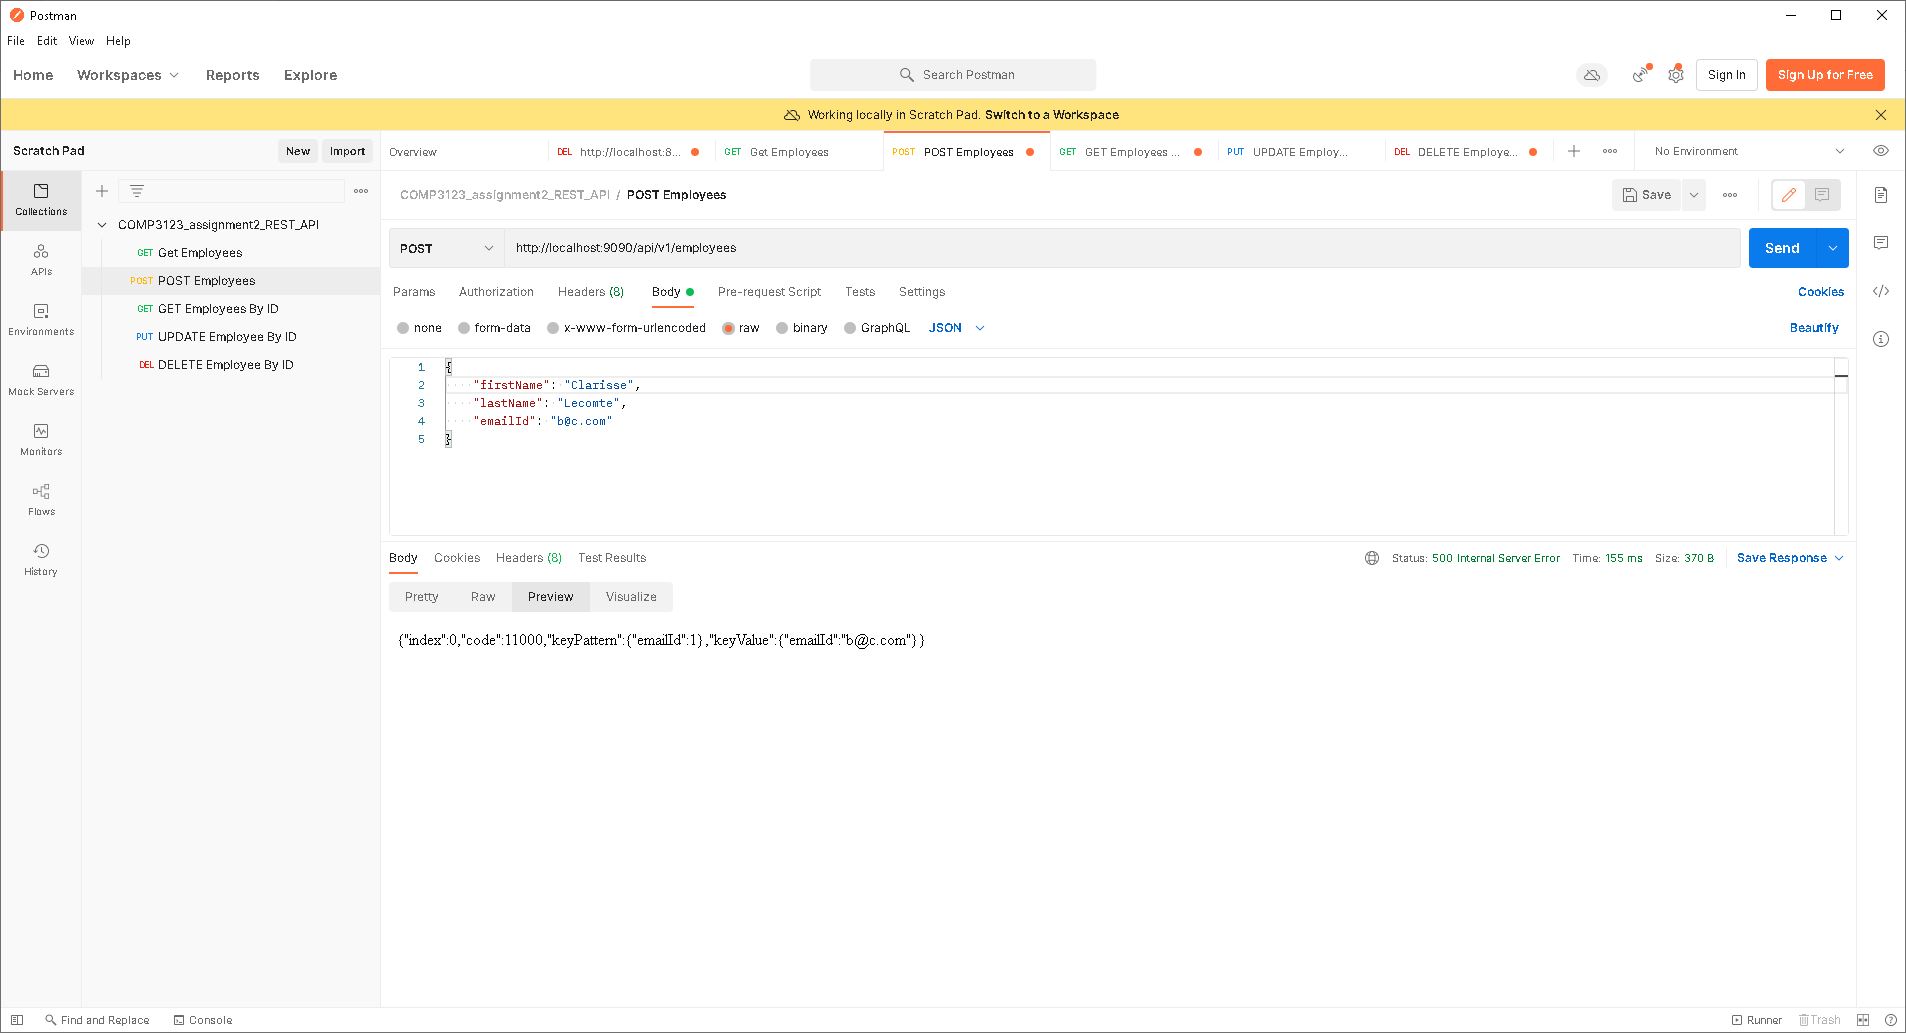 Postman
File Edit View Help
Home Workspaces Reports Explore
Search Postman
Sign In
Sign Up for Free
Working locally in Scratch Pad. Switch to a Workspace
Scratch Pad
New
Import
Overview
DEL http://localhost:8...
GET Get Employees
POST POST Employees
GET GET Employees ...
PUT UPDATE Employ...
DEL DELETE Employe...
No Environment
Collections
APIs
Environments
Mock Servers
Monitors
Flows
History
COMP3123_assignment2_REST_API
GET Get Employees
POST POST Employees
GET GET Employees By ID
PUT UPDATE Employee By ID
DEL DELETE Employee By ID
COMP3123_assignment2_REST_API / POST Employees
Save
POST
http://localhost:9090/api/v1/employees
Send
Params Authorization Headers (8) Body Pre-request Script Tests Settings
Cookies
none form-data x-www-form-urlencoded raw binary GraphQL JSON
Beautify
1 {
2 ····"firstName":·"Clarisse",
3 ····"lastName":·"Lecomte",
4 ····"emailId":·"b@c.com"
5 }
Body Cookies Headers (8) Test Results
Status: 500 Internal Server Error Time: 155 ms Size: 370 B
Save Response
Pretty Raw Preview Visualize
{"index":0,"code":11000,"keyPattern":{"emailId":1},"keyValue":{"emailId":"b@c.com"}}
Find and Replace
Console
Runner
Trash